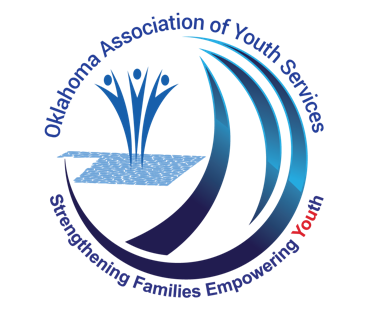 Oklahoma Association of Youth Services
Strengthening Families Empowering Youth